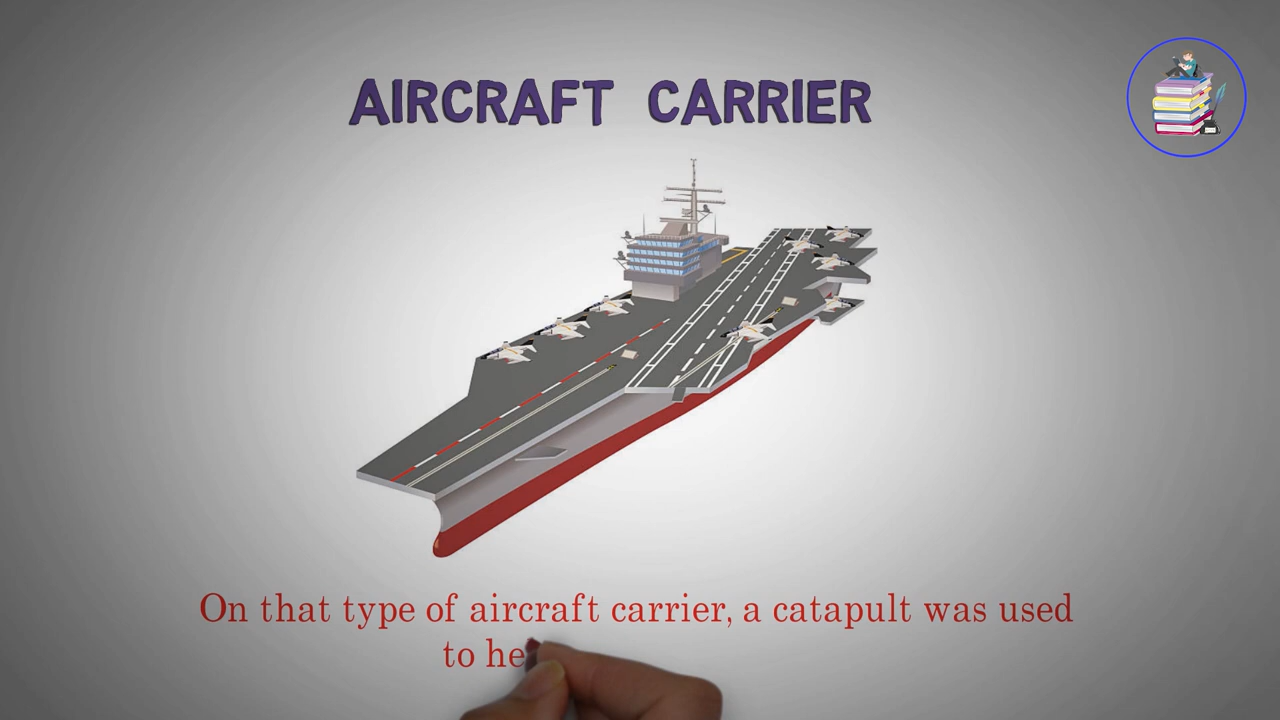 AIRCRAFT CARRIER
On that type of aircraft carrier, a catapult was used
to he